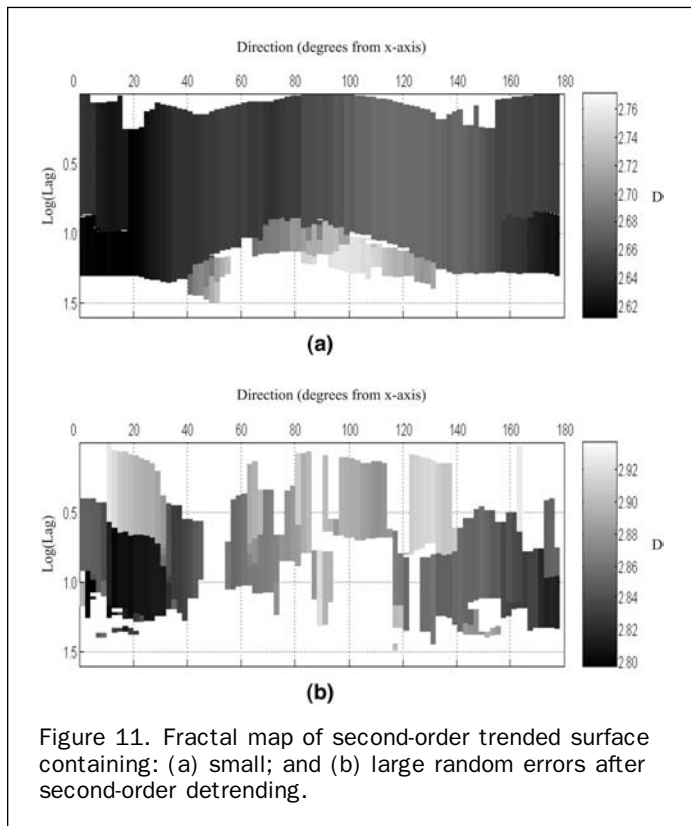 Direction (degrees from x-axis)
0 20 40 60 80 100 120 140 160 180
Log(Lag)
0.5
1.0
1.5
2.76
2.74
2.72
2.70
2.68
2.66
2.64
2.62
D
(a)
Direction (degrees from x-axis)
0 20 40 60 80 100 120 140 160 180
0
Log(Lag)
0.5
1.0
1.5
2.92
2.90
2.88
2.86
2.84
2.82
2.80
D
(b)
Figure 11. Fractal map of second-order trended surface
containing: (a) small; and (b) large random errors after
second-order detrending.